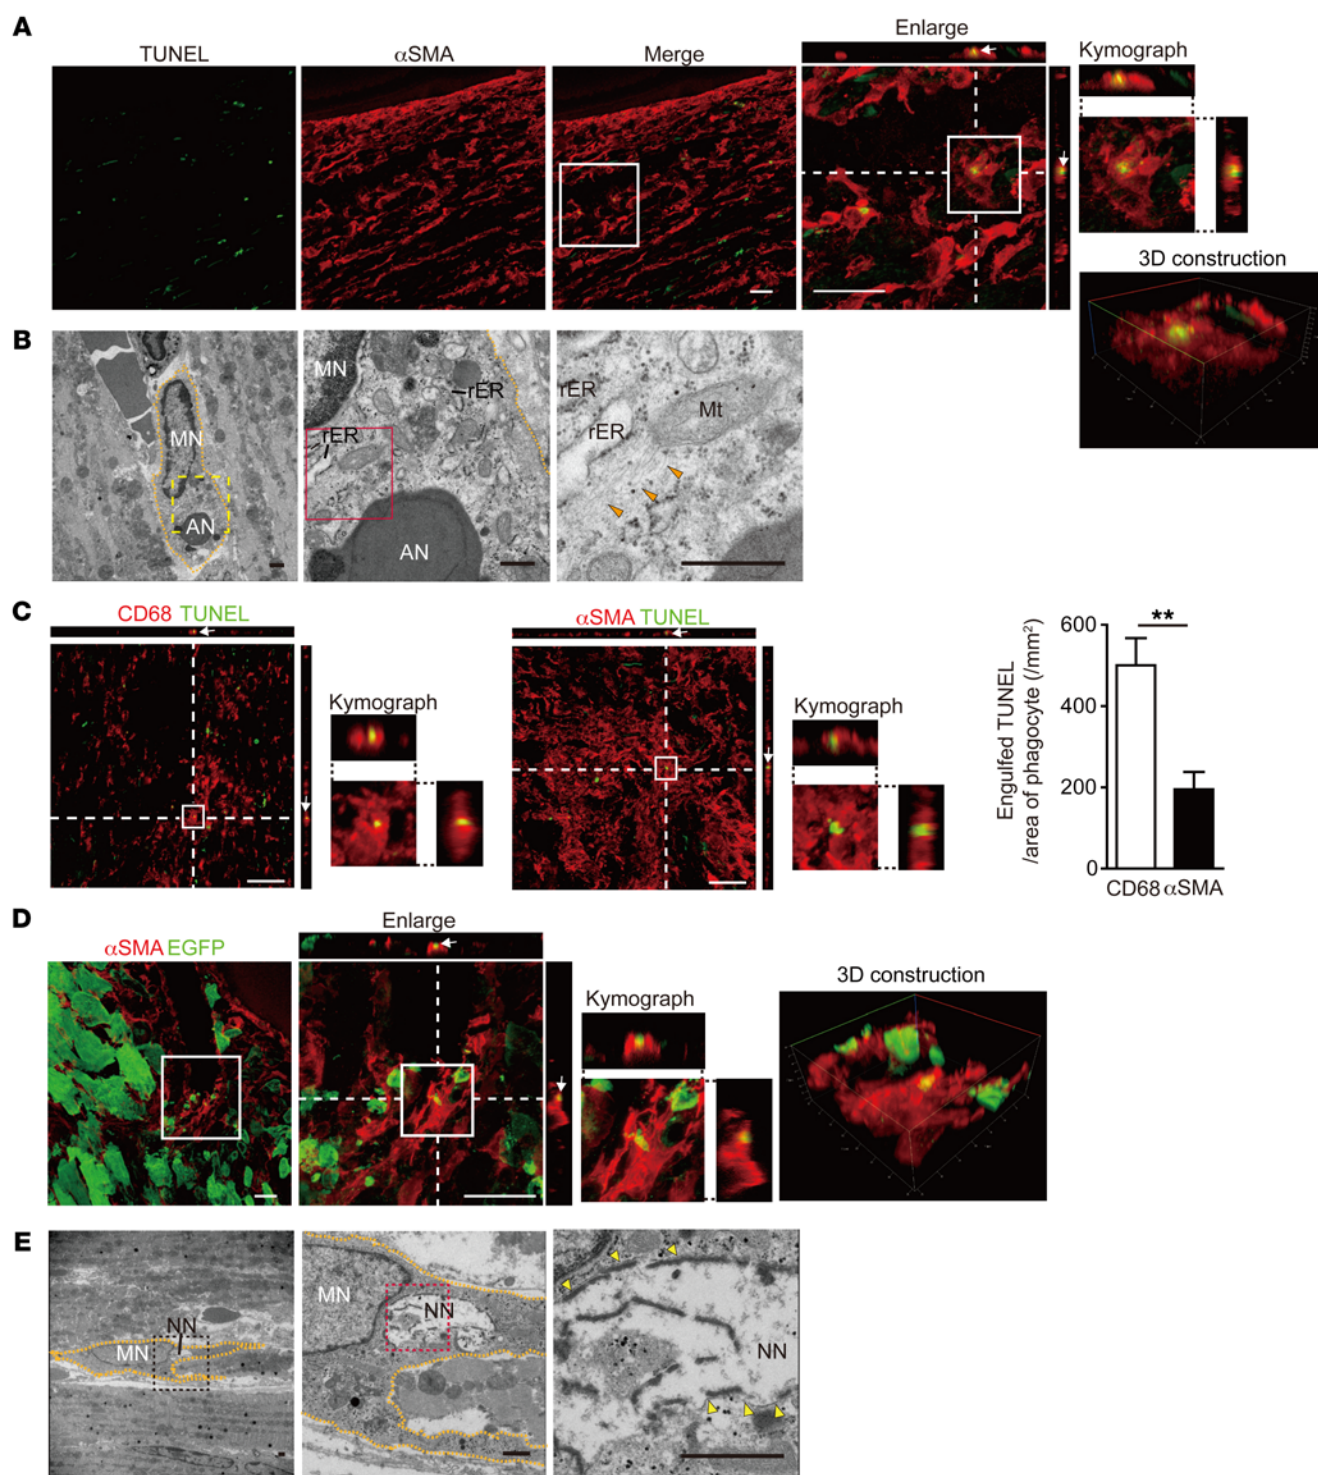 A
TUNEL
αSMA
Merge
Enlarge
Kymograph
3D construction
B
MN
AN
MN
rER
rER
AN
rER
rER
Mt
C
CD68 TUNEL
Kymograph
αSMA TUNEL
Kymograph
Engulfed TUNEL
/area of phagocyte (/mm²)
600
400
200
0
**
CD68 αSMA
D
αSMA EGFP
Enlarge
Kymograph
3D construction
E
NN
MN
MN
NN
NN